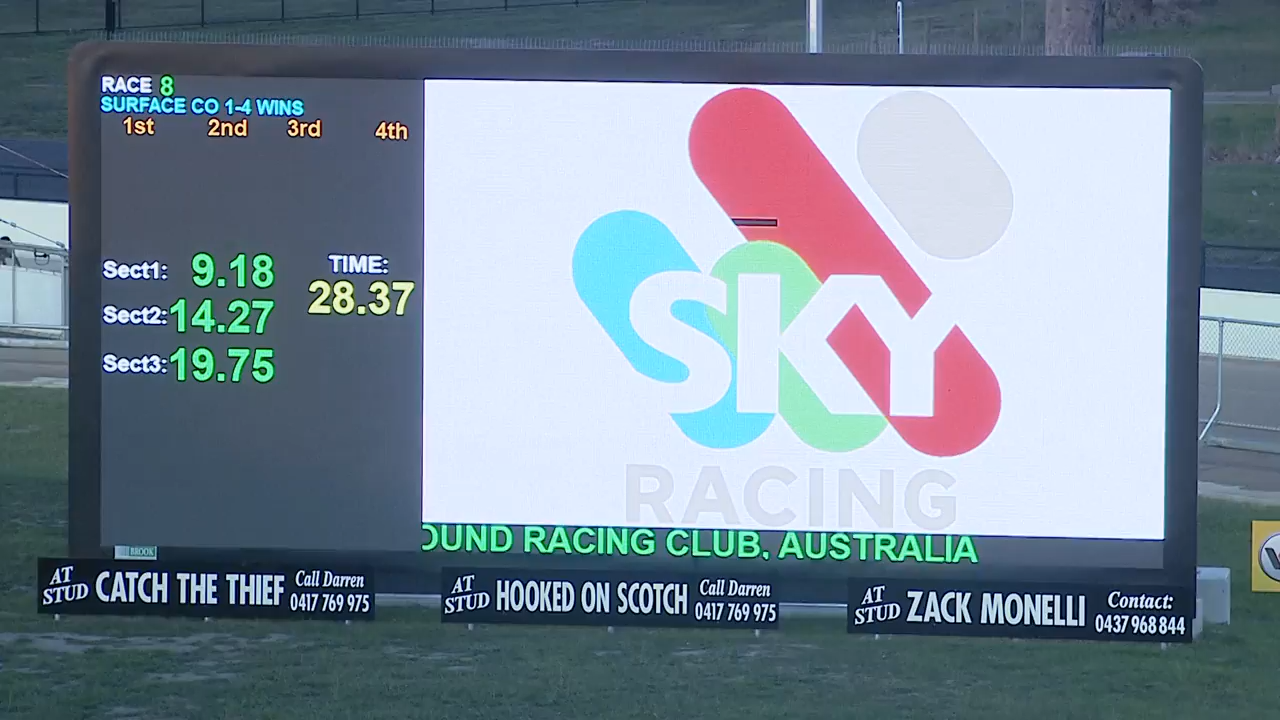 RACE 8
SURFACE CO 1-4 WINS
1st 2nd 3rd 4th
Sect1: 9.18
Sect2: 14.27
Sect3: 19.75
TIME:
28.37
SKY
RACING
OUND RACING CLUB, AUSTRALIA
BROOK
AT STUD CATCH THE THIEF Call Darren 0417 769 975
AT STUD HOOKED ON SCOTCH Call Darren 0417 769 975
AT STUD ZACK MONELLI Contact: 0437 968 844